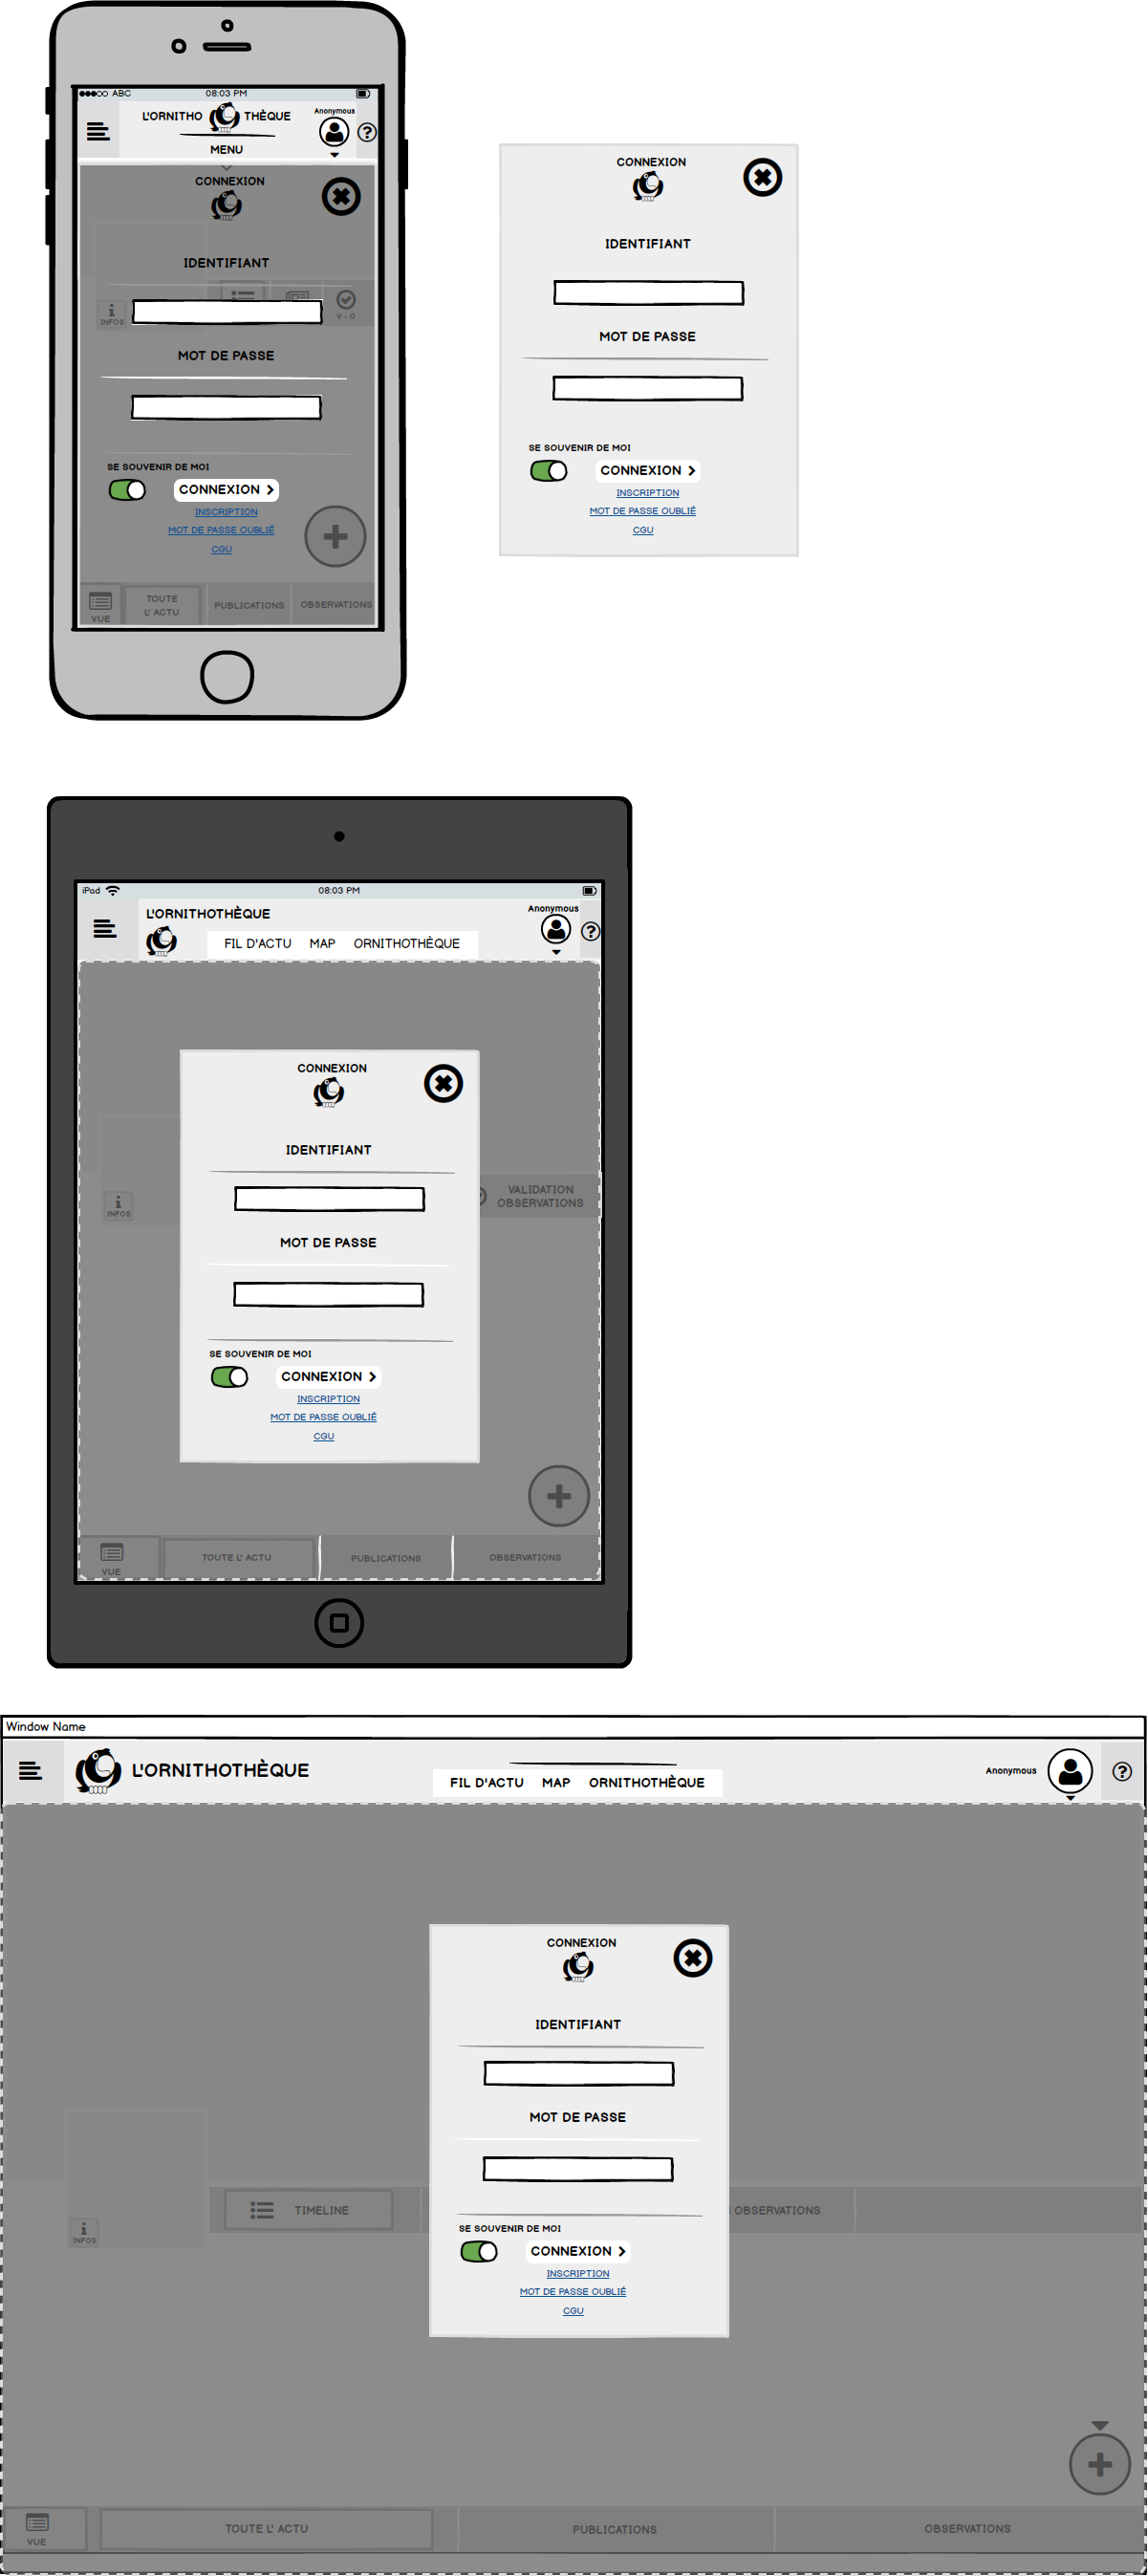 ABC 08:03 PM
L'ORNITHO THÈQUE
Anonymous
?
MENU
CONNEXION
IDENTIFIANT
i
INFOS
V - O
MOT DE PASSE
SE SOUVENIR DE MOI
CONNEXION
INSCRIPTION
MOT DE PASSE OUBLIÉ
CGU
VUE
TOUTE
L' ACTU
PUBLICATIONS
OBSERVATIONS
CONNEXION
IDENTIFIANT
MOT DE PASSE
SE SOUVENIR DE MOI
CONNEXION
INSCRIPTION
MOT DE PASSE OUBLIÉ
CGU
iPad 08:03 PM
L'ORNITHOTHÈQUE
Anonymous
?
FIL D'ACTU MAP ORNITHOTHÈQUE
CONNEXION
IDENTIFIANT
i
INFOS
VALIDATION
OBSERVATIONS
MOT DE PASSE
SE SOUVENIR DE MOI
CONNEXION
INSCRIPTION
MOT DE PASSE OUBLIÉ
CGU
VUE
TOUTE L' ACTU
PUBLICATIONS
OBSERVATIONS
Window Name
L'ORNITHOTHÈQUE
FIL D'ACTU MAP ORNITHOTHÈQUE
Anonymous
?
CONNEXION
IDENTIFIANT
MOT DE PASSE
TIMELINE
OBSERVATIONS
i
INFOS
SE SOUVENIR DE MOI
CONNEXION
INSCRIPTION
MOT DE PASSE OUBLIÉ
CGU
VUE
TOUTE L' ACTU
PUBLICATIONS
OBSERVATIONS